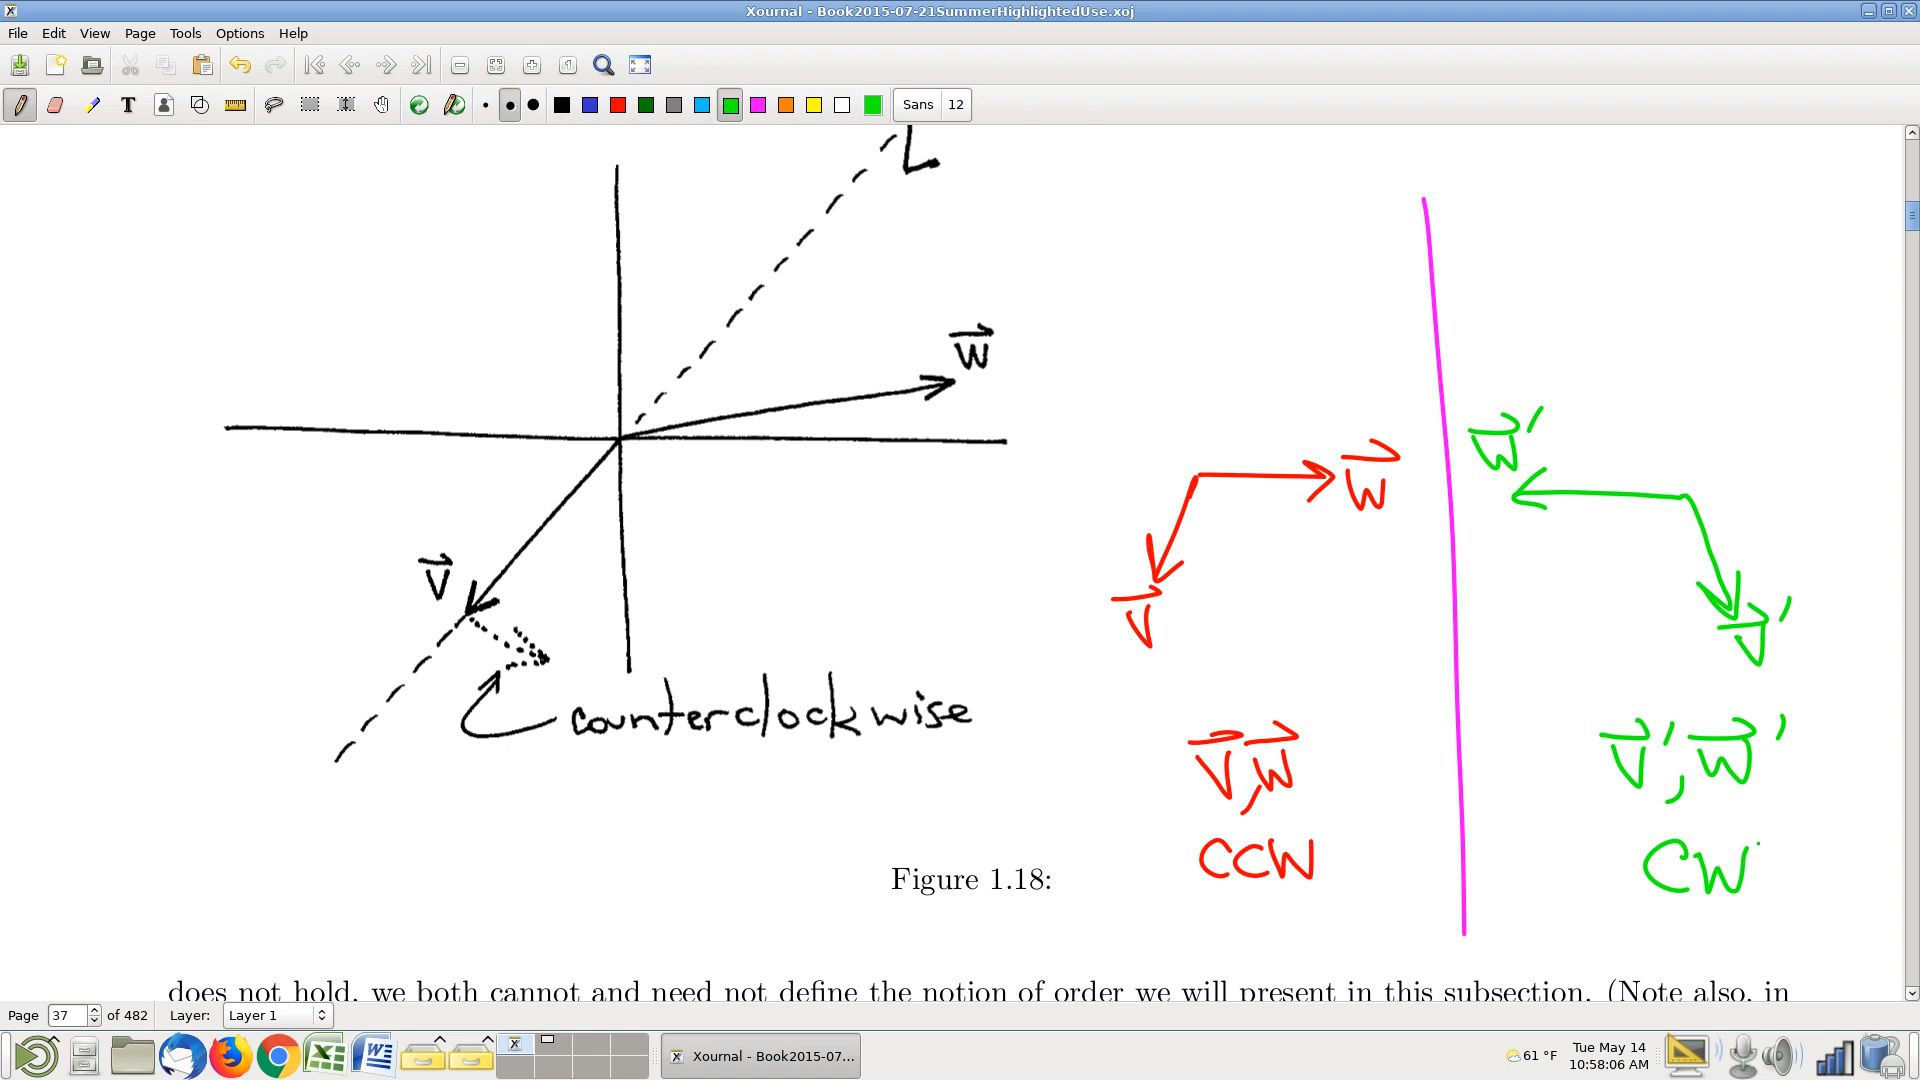 Xournal - Book2015-07-21SummerHighlightedUse.xoj
File Edit View Page Tools Options Help
Sans 12
L
W
V
counterclockwise
W
V
W'
V'
V, W
CCW
V', W'
CW
Figure 1.18:
does not hold, we both cannot and need not define the notion of order we will present in this subsection. (Note also, in
Page 37 of 482 Layer: Layer 1
Xournal - Book2015-07...
61 °F
Tue May 14
10:58:06 AM